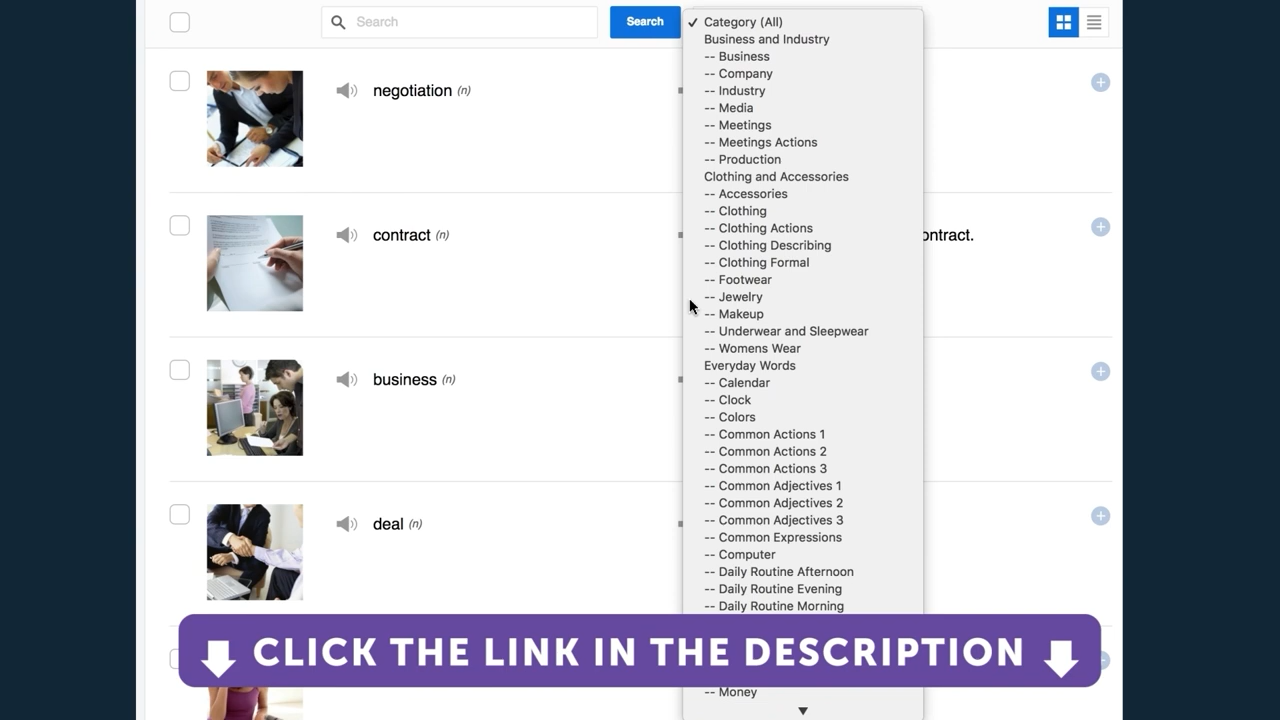 Search
Search
✓ Category (All)
Business and Industry
-- Business
-- Company
-- Industry
-- Media
-- Meetings
-- Meetings Actions
-- Production
Clothing and Accessories
-- Accessories
-- Clothing
-- Clothing Actions
-- Clothing Describing
-- Clothing Formal
-- Footwear
-- Jewelry
-- Makeup
-- Underwear and Sleepwear
-- Womens Wear
Everyday Words
-- Calendar
-- Clock
-- Colors
-- Common Actions 1
-- Common Actions 2
-- Common Actions 3
-- Common Adjectives 1
-- Common Adjectives 2
-- Common Adjectives 3
-- Common Expressions
-- Computer
-- Daily Routine Afternoon
-- Daily Routine Evening
-- Daily Routine Morning
-- Money
negotiation (n)
contract (n)
ontract.
business (n)
deal (n)
CLICK THE LINK IN THE DESCRIPTION